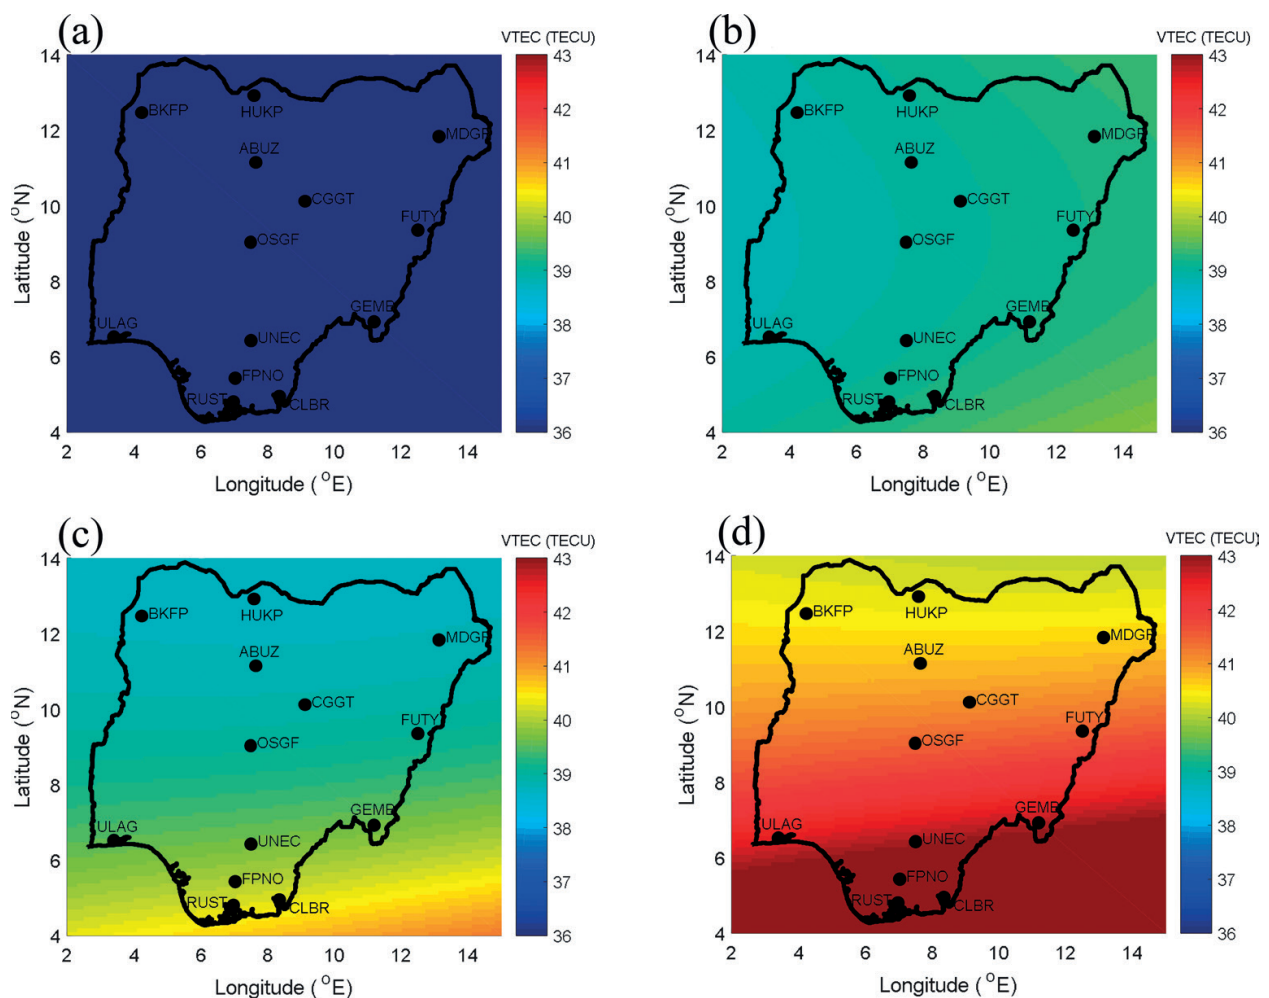 (a)
VTEC (TECU)
14
12
10
8
6
4
2 4 6 8 10 12 14
Latitude (°N)
Longitude (°E)
43
42
41
40
39
38
37
36
BKFP
HUKP
MDGR
ABUZ
CGGT
FUTY
OSGF
GEMB
ULAG
UNEC
FPNO
RUST
CLBR
(b)
VTEC (TECU)
14
12
10
8
6
4
2 4 6 8 10 12 14
Latitude (°N)
Longitude (°E)
43
42
41
40
39
38
37
36
BKFP
HUKP
MDGR
ABUZ
CGGT
FUTY
OSGF
GEMB
ULAG
UNEC
FPNO
RUST
CLBR
(c)
VTEC (TECU)
14
12
10
8
6
4
2 4 6 8 10 12 14
Latitude (°N)
Longitude (°E)
43
42
41
40
39
38
37
36
BKFP
HUKP
MDGR
ABUZ
CGGT
FUTY
OSGF
GEMB
ULAG
UNEC
FPNO
RUST
CLBR
(d)
VTEC (TECU)
14
12
10
8
6
4
2 4 6 8 10 12 14
Latitude (°N)
Longitude (°E)
43
42
41
40
39
38
37
36
BKFP
HUKP
MDGR
ABUZ
CGGT
FUTY
OSGF
GEMB
ULAG
UNEC
FPNO
RUST
CLBR